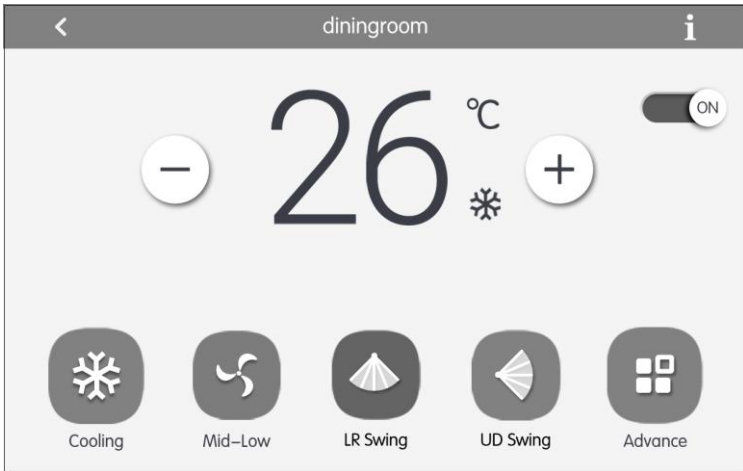 diningroom
i
26 °C
ON
− +
Cooling Mid–Low LR Swing UD Swing Advance